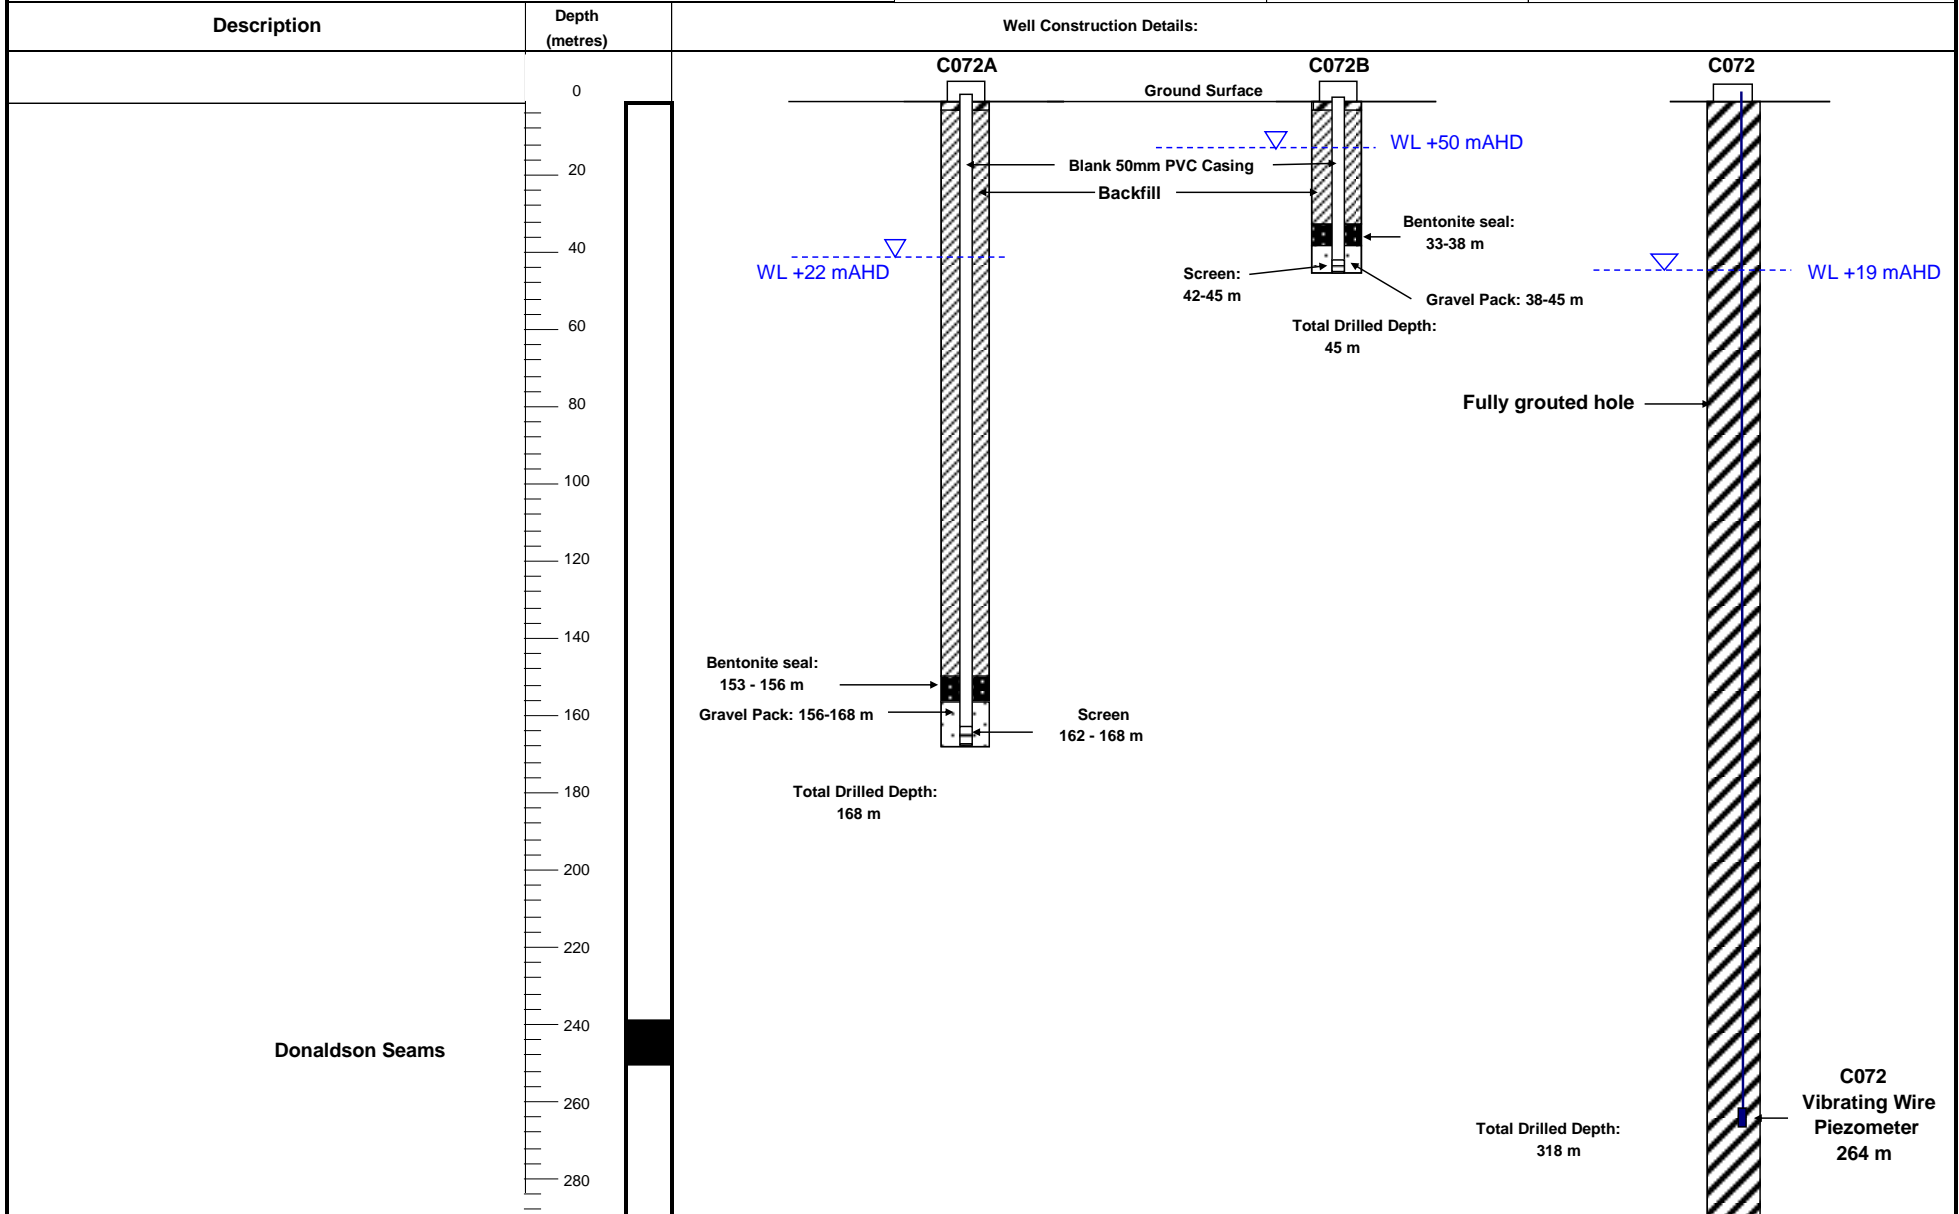 Description
Depth
(metres)
Well Construction Details:
C072A
C072B
C072
Ground Surface
0
20
40
60
80
100
120
140
160
180
200
220
240
260
280
WL +50 mAHD
Blank 50mm PVC Casing
Backfill
Bentonite seal:
33-38 m
WL +22 mAHD
Screen:
42-45 m
Gravel Pack: 38-45 m
WL +19 mAHD
Total Drilled Depth:
45 m
Fully grouted hole
Bentonite seal:
153 - 156 m
Gravel Pack: 156-168 m
Screen
162 - 168 m
Total Drilled Depth:
168 m
Donaldson Seams
C072
Vibrating Wire
Piezometer
264 m
Total Drilled Depth:
318 m